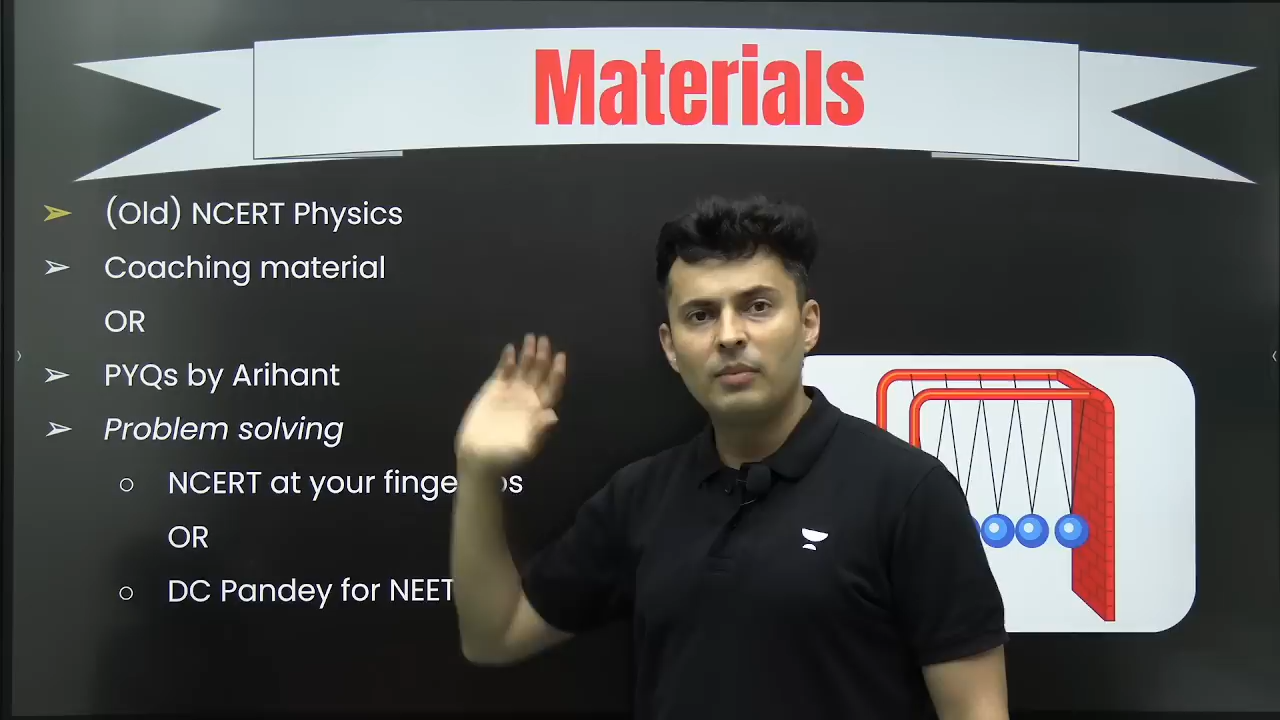 Materials
(Old) NCERT Physics
Coaching material
OR
PYQs by Arihant
Problem solving
NCERT at your
OR
DC Pandey for NEET